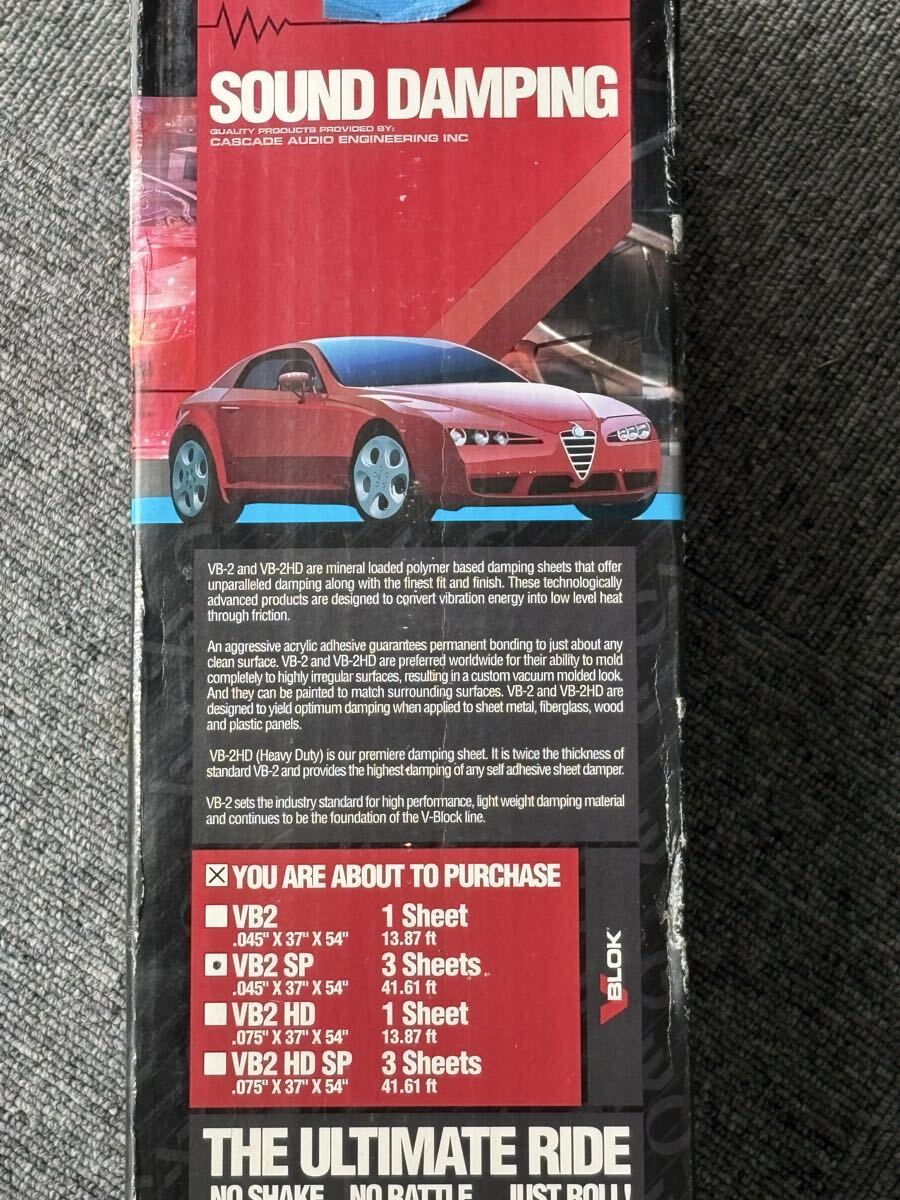 SOUND DAMPING
QUALITY PRODUCTS PROVIDED BY:
CASCADE AUDIO ENGINEERING INC
VB-2 and VB-2HD are mineral loaded polymer based damping sheets that offer
unparalleled damping along with the finest fit and finish. These technologically
advanced products are designed to convert vibration energy into low level heat
through friction.
An aggressive acrylic adhesive guarantees permanent bonding to just about any
clean surface. VB-2 and VB-2HD are preferred worldwide for their ability to mold
completely to highly irregular surfaces, resulting in a custom vacuum molded look.
And they can be painted to match surrounding surfaces. VB-2 and VB-2HD are
designed to yield optimum damping when applied to sheet metal, fiberglass, wood
and plastic panels.
VB-2HD (Heavy Duty) is our premiere damping sheet. It is twice the thickness of
standard VB-2 and provides the highest damping of any self adhesive sheet damper.
VB-2 sets the industry standard for high performance, light weight damping material
and continues to be the foundation of the V-Block line.
YOU ARE ABOUT TO PURCHASE
VB2 1 Sheet
.045" X 37" X 54" 13.87 ft
VB2 SP 3 Sheets
.045" X 37" X 54" 41.61 ft
VB2 HD 1 Sheet
.075" X 37" X 54" 13.87 ft
VB2 HD SP 3 Sheets
.075" X 37" X 54" 41.61 ft
VBLOK
THE ULTIMATE RIDE
NO SHAKE NO RATTLE JUST ROLL!